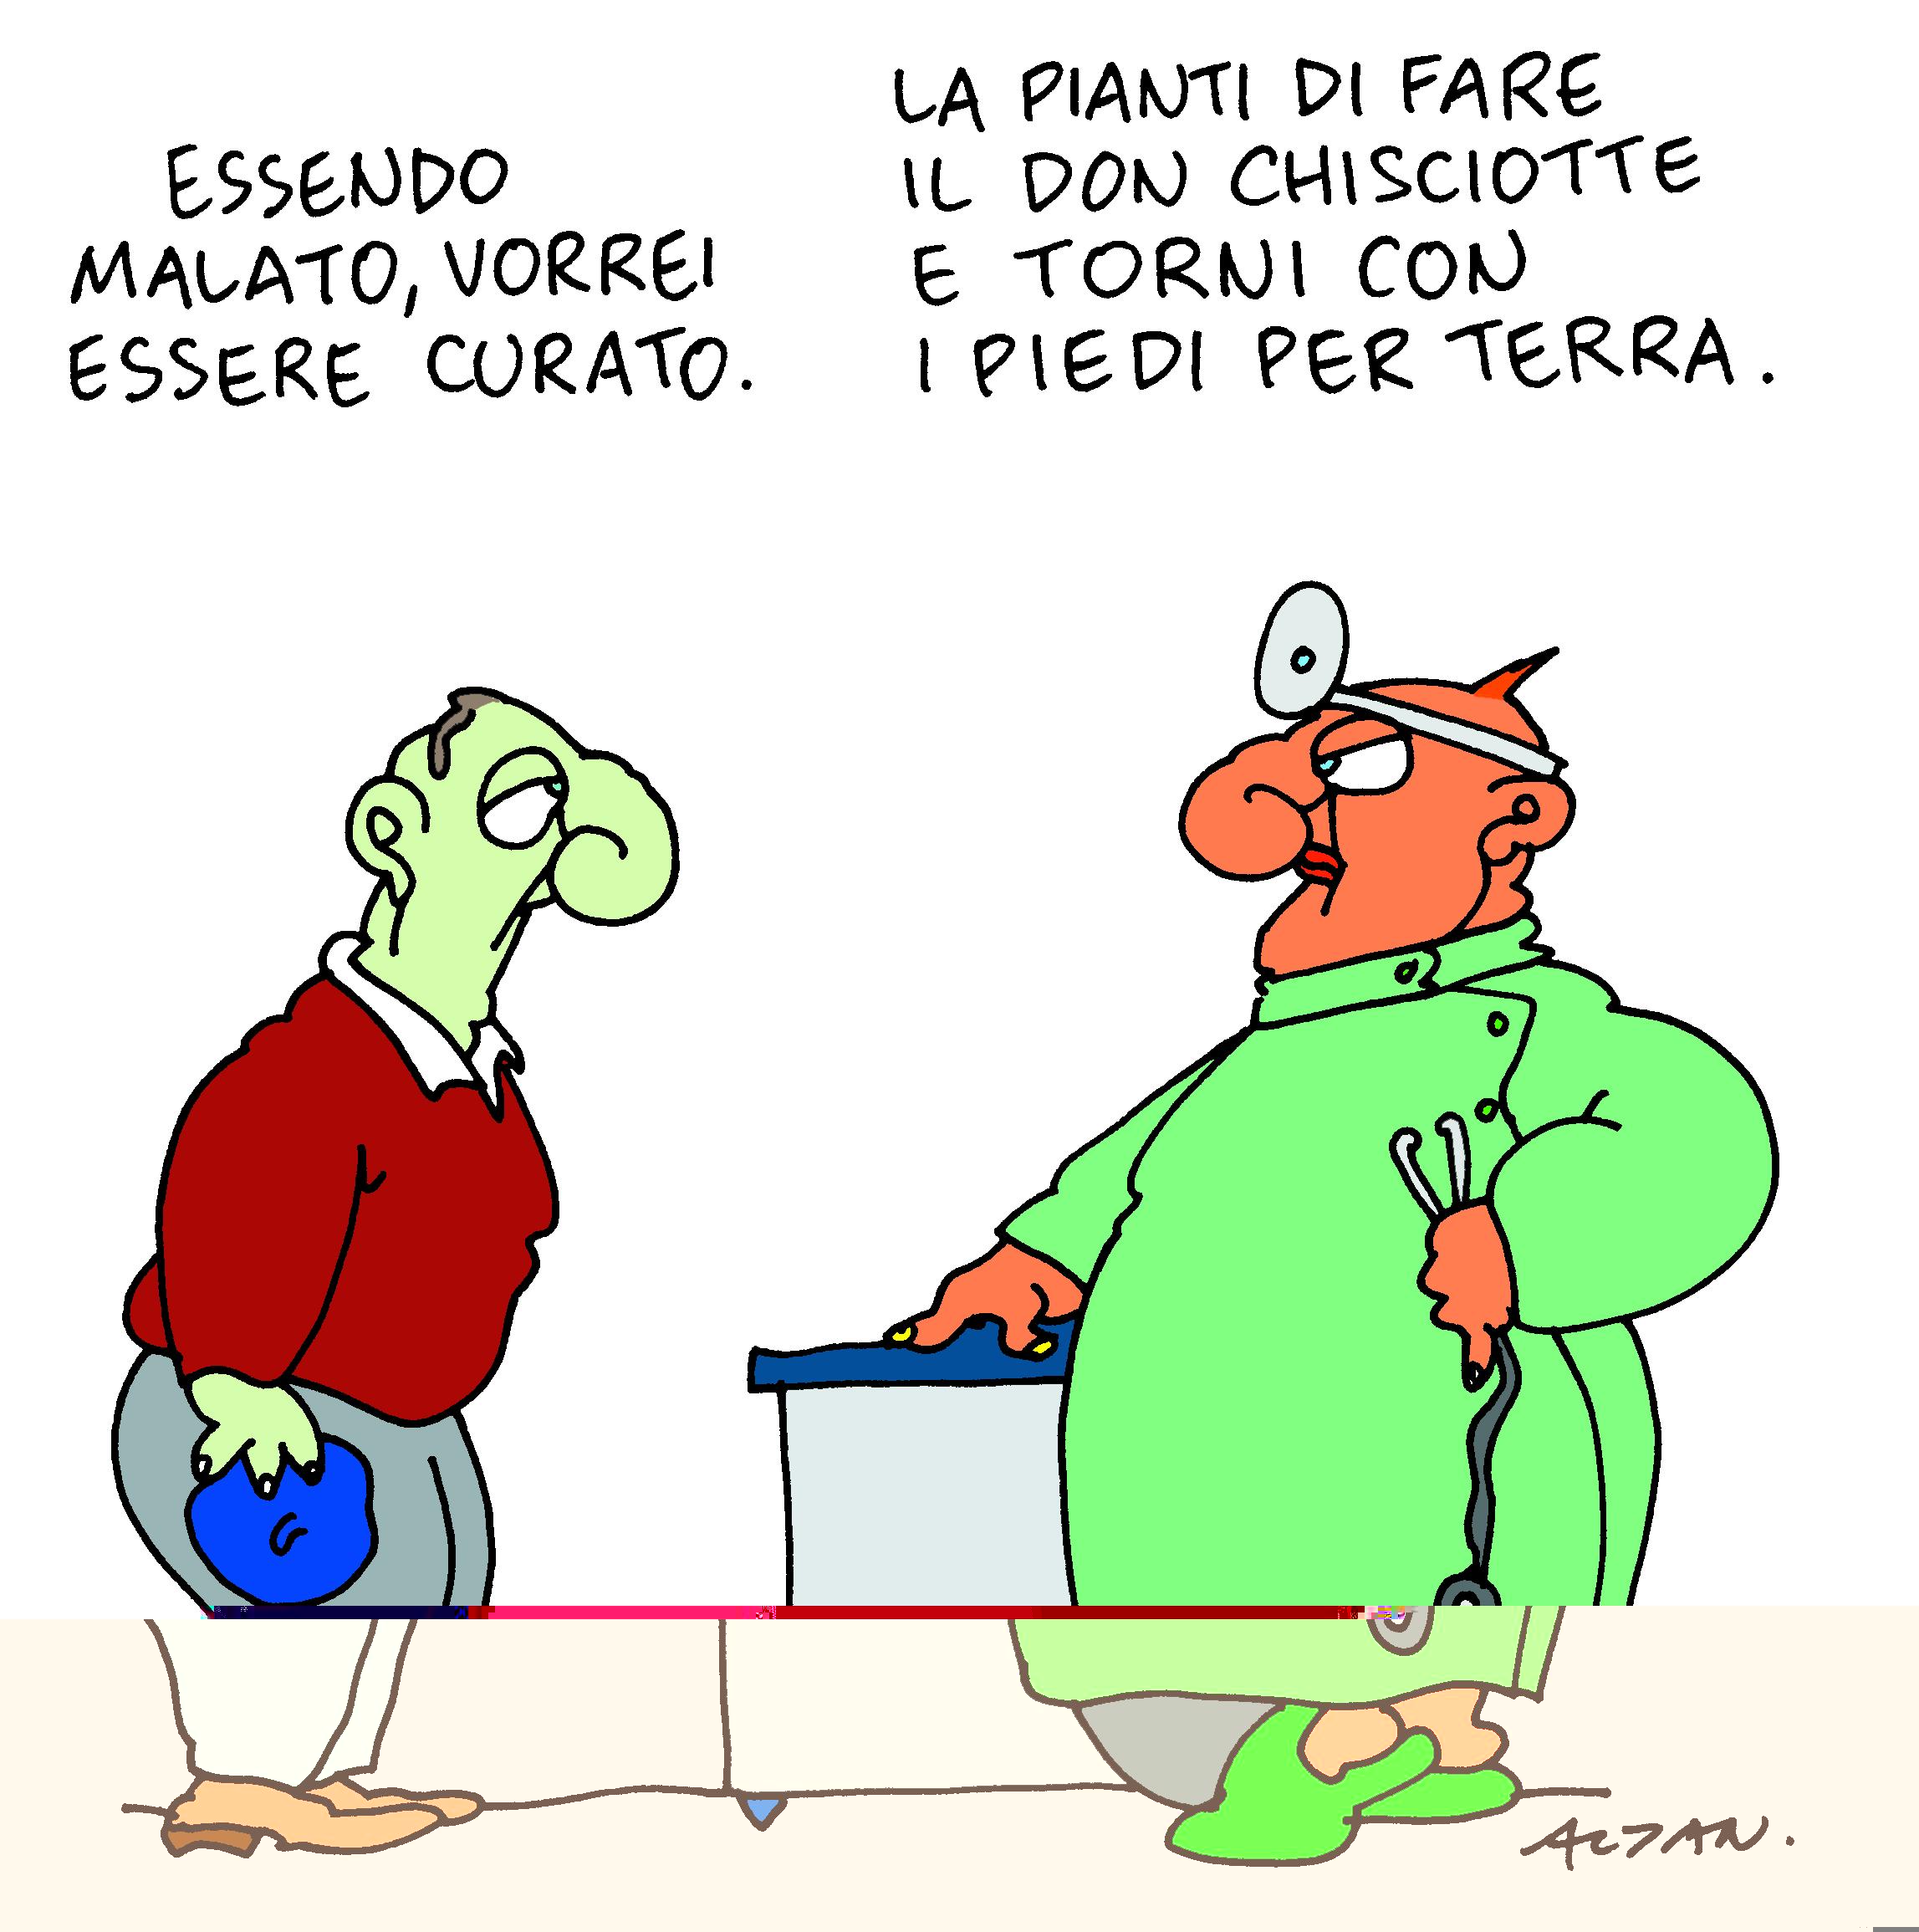 ESSENDO
MALATO, VORREI
ESSERE CURATO.
LA PIANTI DI FARE
IL DON CHISCIOTTE
E TORNI CON
I PIEDI PER TERRA.
ALTAN.